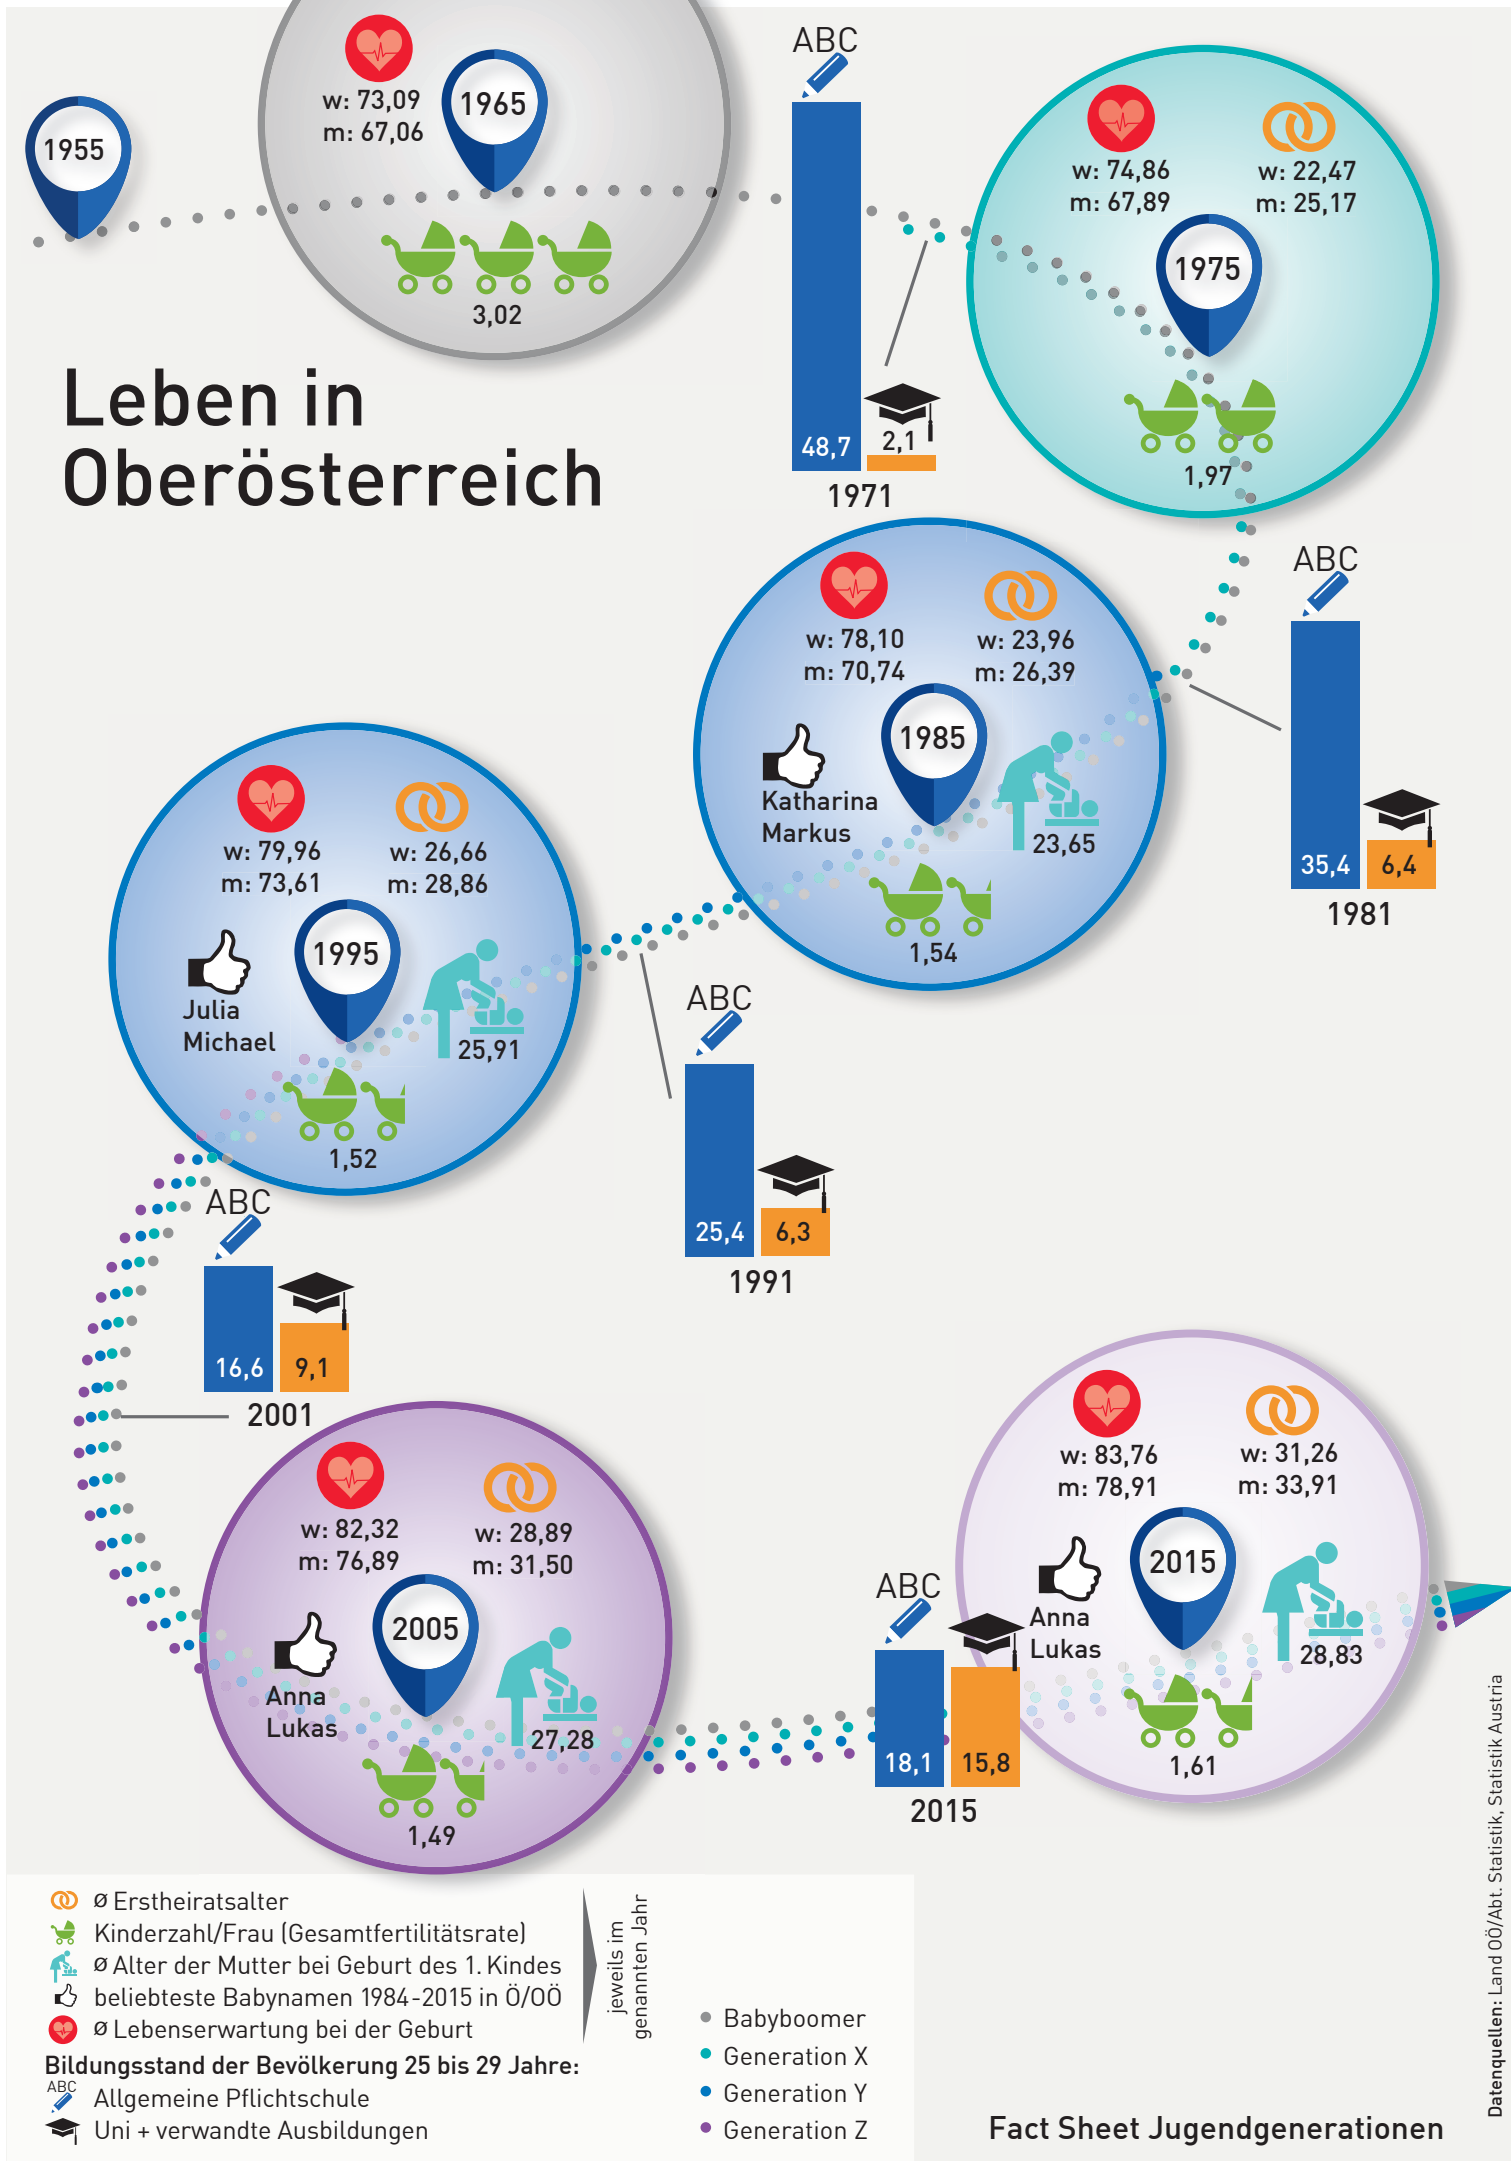 1955
w: 73,09
m: 67,06
1965
3,02
ABC
48,7
2,1
1971
w: 74,86
m: 67,89
w: 22,47
m: 25,17
1975
1,97
Leben in
Oberösterreich
w: 78,10
m: 70,74
w: 23,96
m: 26,39
1985
Katharina
Markus
23,65
1,54
ABC
35,4
6,4
1981
w: 79,96
m: 73,61
w: 26,66
m: 28,86
1995
Julia
Michael
25,91
1,52
ABC
25,4
6,3
1991
ABC
16,6
9,1
2001
w: 82,32
m: 76,89
w: 28,89
m: 31,50
2005
Anna
Lukas
27,28
1,49
ABC
18,1
15,8
2015
w: 83,76
m: 78,91
w: 31,26
m: 33,91
2015
Anna
Lukas
28,83
1,61
ø Erstheiratsalter
Kinderzahl/Frau (Gesamtfertilitätsrate)
ø Alter der Mutter bei Geburt des 1. Kindes
beliebteste Babynamen 1984-2015 in Ö/OÖ
ø Lebenserwartung bei der Geburt
jeweils im
genannten Jahr
Bildungsstand der Bevölkerung 25 bis 29 Jahre:
ABC
Allgemeine Pflichtschule
Uni + verwandte Ausbildungen
Babyboomer
Generation X
Generation Y
Generation Z
Fact Sheet Jugendgenerationen
Datenquellen: Land OÖ/Abt. Statistik, Statistik Austria